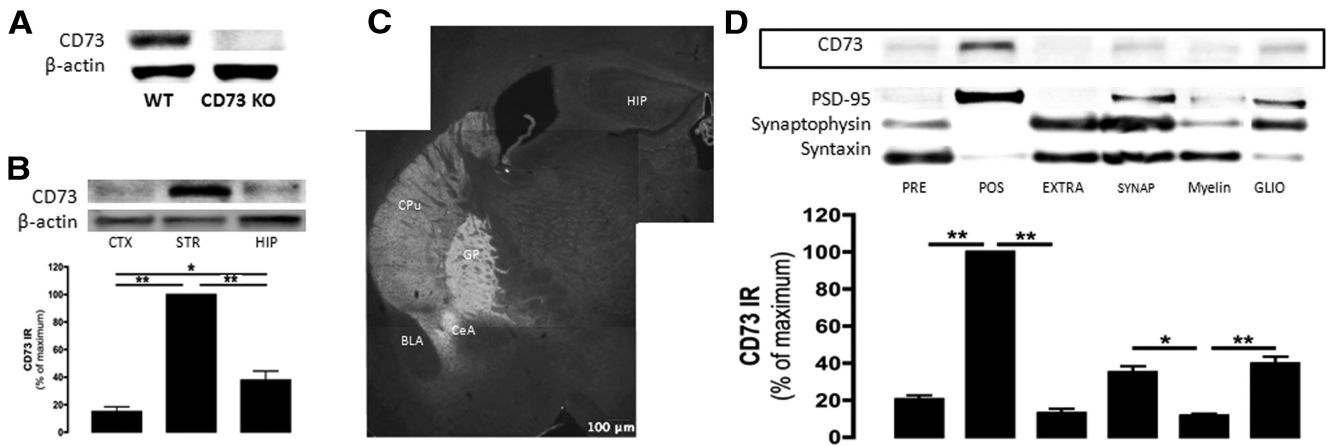 A
CD73
β-actin
WT CD73 KO
B
CD73
β-actin
CTX STR HIP
120
100
80
60
40
20
0
CD73 IR
(% of maximum)
*
** **
C
HIP
CPu
GP
CeA
BLA
100 µm
D
CD73
PSD-95
Synaptophysin
Syntaxin
PRE POS EXTRA SYNAP Myelin GLIO
120
100
80
60
40
20
0
CD73 IR
(% of maximum)
** **
* **